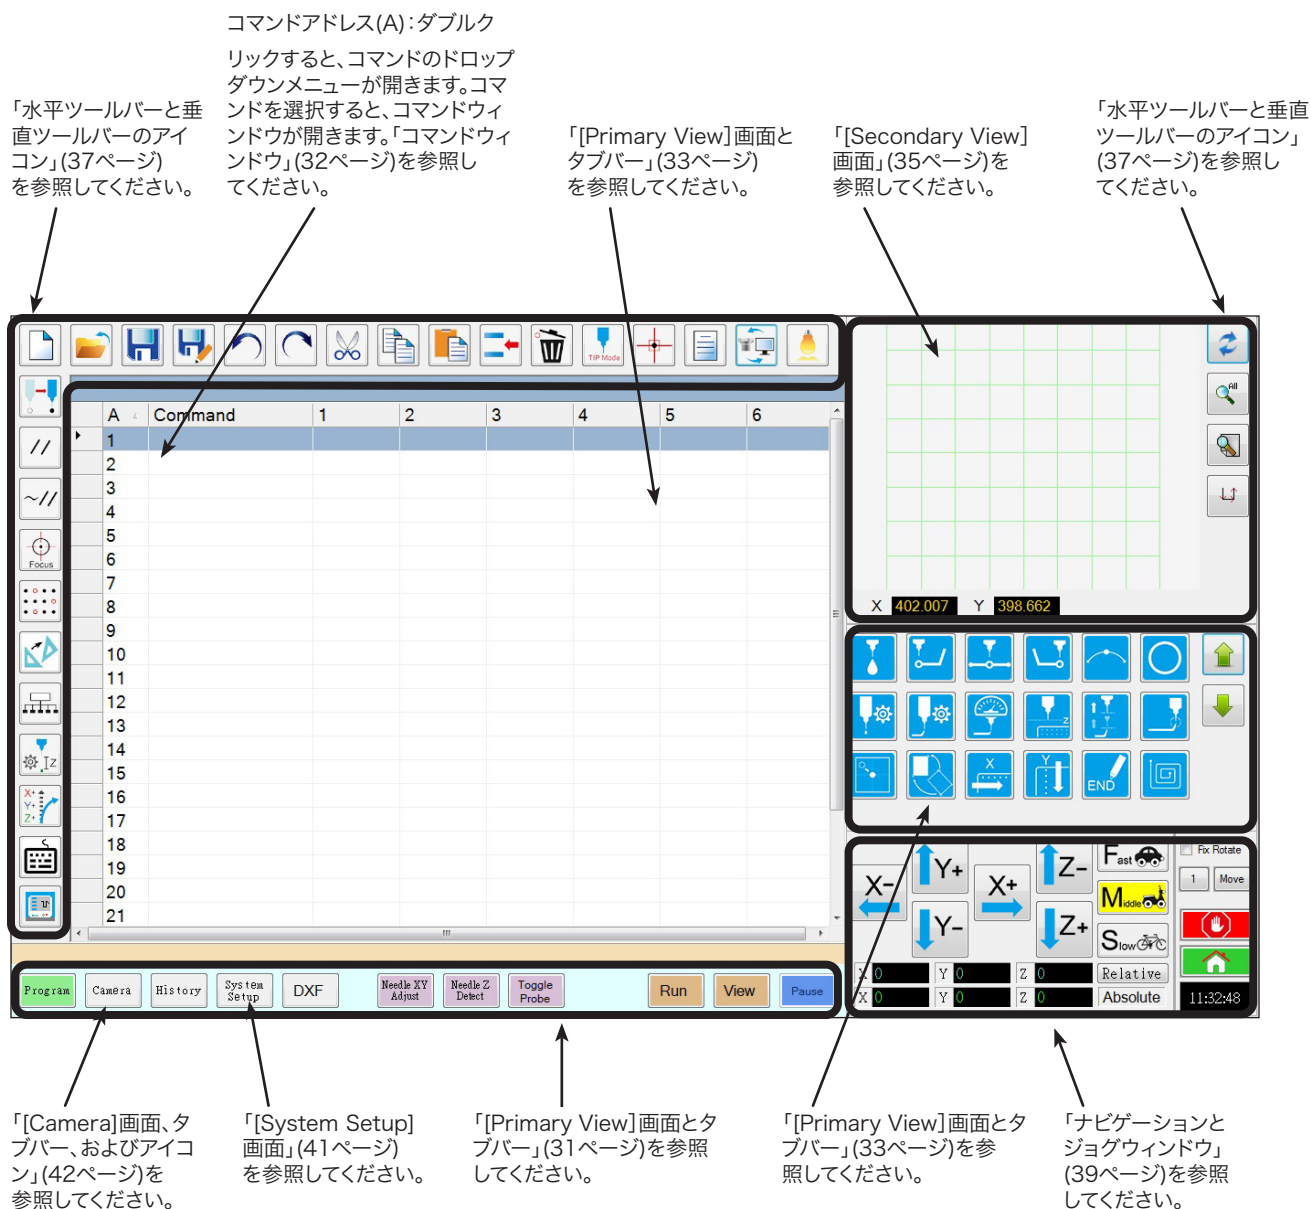 コマンドアドレス(A):ダブルク
リックすると、コマンドのドロップ
ダウンメニューが開きます。コマ
ンドを選択すると、コマンドウィ
ンドウが開きます。「コマンドウィ
ンドウ」(32ページ)を参照し
てください。
「水平ツールバーと垂
直ツールバーのアイ
コン」(37ページ)
を参照してください。
「[Primary View]画面と
タブバー」(33ページ)
を参照してください。
「[Secondary View]
画面」(35ページ)を
参照してください。
「水平ツールバーと垂直
ツールバーのアイコン」
(37ページ)を参照し
てください。
TIP Mode
All
A Command 1 2 3 4 5 6
1
2
3
4
5
6
7
8
9
10
11
12
13
14
15
16
17
18
19
20
21
//
~//
Focus
Z
X+
Y+
Z+
X 402.007 Y 398.662
Z
X
Y
END
X-
Y+
Y-
X+
Z-
Z+
Fast
Middle
Slow
Fix Rotate
1 Move
X 0 Y 0 Z 0 Relative
X 0 Y 0 Z 0 Absolute
11:32:48
Program
Camera
History
System
Setup
DXF
Needle XY
Adjust
Needle Z
Detect
Toggle
Probe
Run
View
Pause
「[Camera]画面、タ
ブバー、およびアイコ
ン」(42ページ)を
参照してください。
「[System Setup]
画面」(41ページ)
を参照してください。
「[Primary View]画面とタ
ブバー」(31ページ)を参照
してください。
「[Primary View]画面とタ
ブバー」(33ページ)を参
照してください。
「ナビゲーションと
ジョグウィンドウ」
(39ページ)を参照
してください。